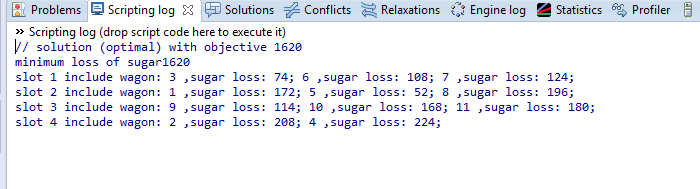 Problems Scripting log Solutions Conflicts Relaxations Engine log Statistics Profiler
» Scripting log (drop script code here to execute it)
// solution (optimal) with objective 1620
minimum loss of sugar1620
slot 1 include wagon: 3 ,sugar loss: 74; 6 ,sugar loss: 108; 7 ,sugar loss: 124;
slot 2 include wagon: 1 ,sugar loss: 172; 5 ,sugar loss: 52; 8 ,sugar loss: 196;
slot 3 include wagon: 9 ,sugar loss: 114; 10 ,sugar loss: 168; 11 ,sugar loss: 180;
slot 4 include wagon: 2 ,sugar loss: 208; 4 ,sugar loss: 224;